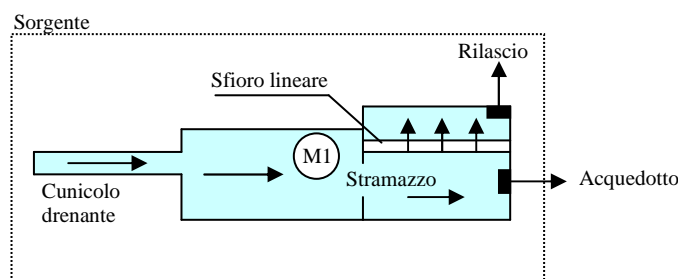 Sorgente
Rilascio
Sfioro lineare
M1
Stramazzo
Acquedotto
Cunicolo
drenante